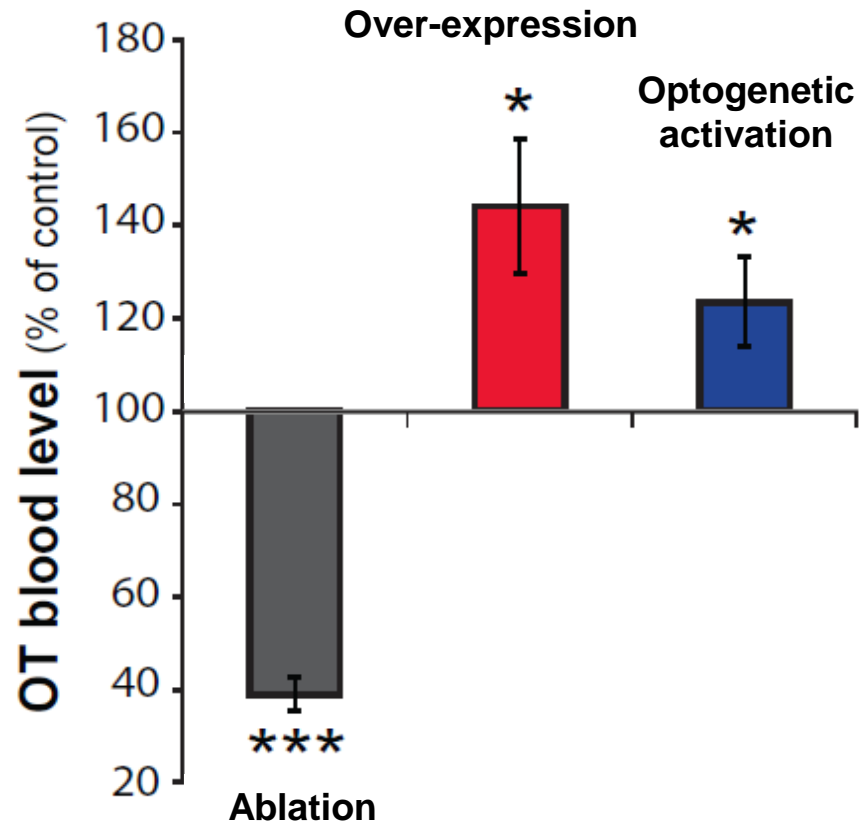 Over-expression
Optogenetic
activation
OT blood level (% of control)
180
160
140
120
100
80
60
40
20
*
*
***
Ablation